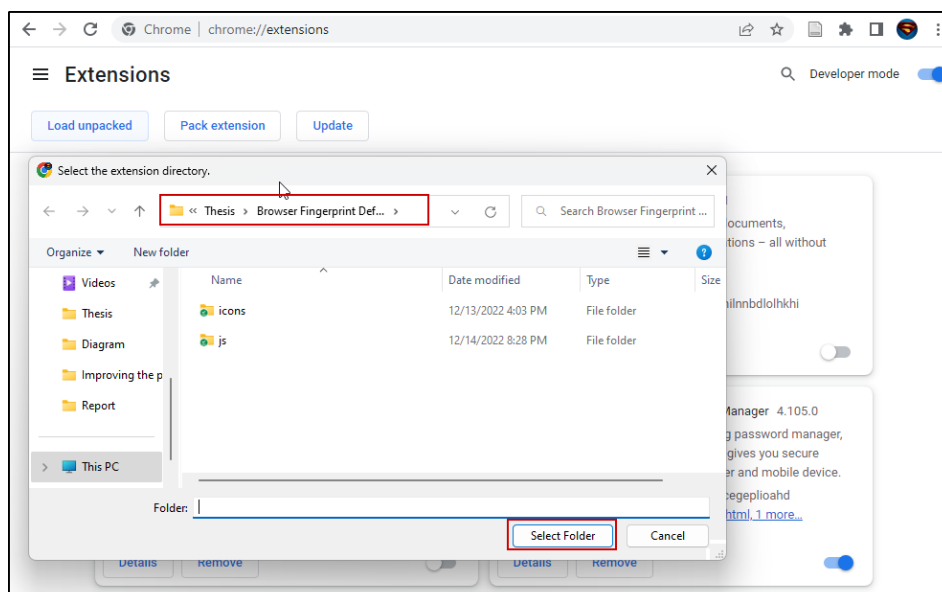 Chrome | chrome://extensions
Extensions
Developer mode
Load unpacked Pack extension Update
Select the extension directory.
« Thesis › Browser Fingerprint Def... › Search Browser Fingerprint ...
ocuments,
tions – all without
Organize New folder ?
Name Date modified Type Size
Videos
ilnnbdlolhkhi
Thesis icons 12/13/2022 4:03 PM File folder
Diagram js 12/14/2022 8:28 PM File folder
Improving the p
Report
Manager 4.105.0
g password manager,
gives you secure
er and mobile device.
This PC
cegeplioahd
Folder:
html, 1 more...
Select Folder Cancel
Details Remove Details Remove